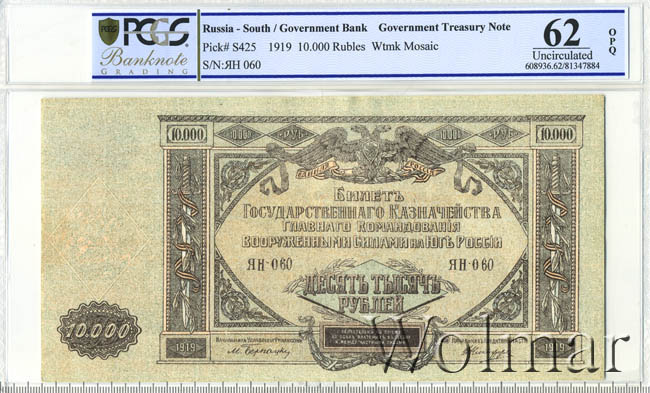 PCGS
Banknote
GRADING
Russia - South / Government Bank Government Treasury Note
Pick# S425 1919 10.000 Rubles Wtmk Mosaic
S/N:ЯН 060
62
Uncirculated
608936.62/81347884
OPQ
10.000 10.000
ЕДИНАЯ РОССІЯ
Билетъ
Государственнаго Казначейства
Главнаго Командованія
Вооруженными Силами на Югѣ Россіи
ЯН-060 ЯН-060
ДЕСЯТЬ ТЫСЯЧЪ
РУБЛЕЙ
10.000
1919 1919
Wolmar